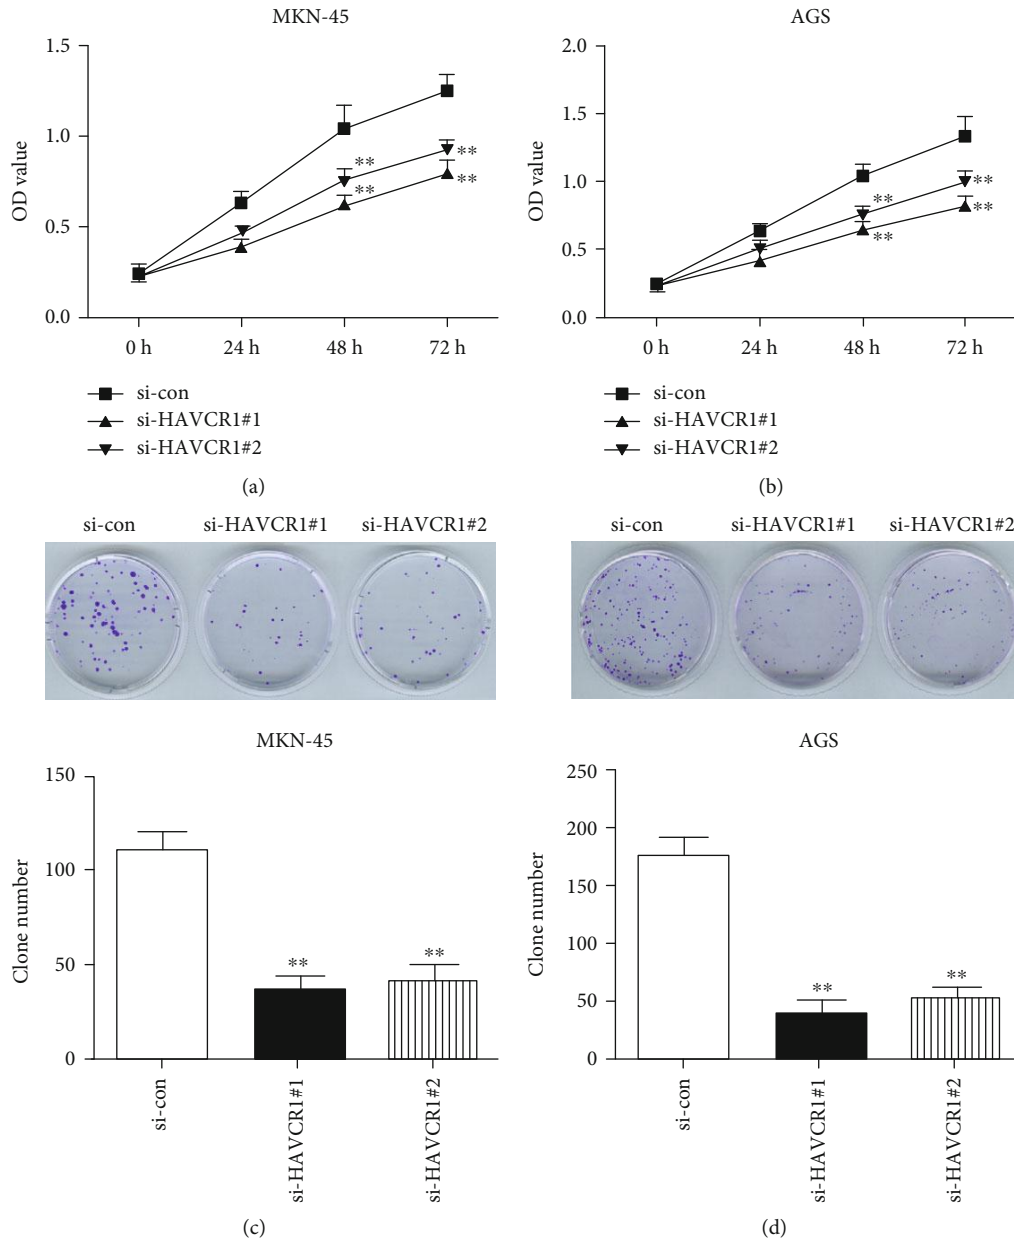 MKN-45
OD value
1.5
1.0
0.5
0.0
**
**
**
**
0 h 24 h 48 h 72 h
si-con
si-HAVCR1#1
si-HAVCR1#2
(a)
AGS
OD value
2.0
1.5
1.0
0.5
0.0
**
**
**
**
0 h 24 h 48 h 72 h
si-con
si-HAVCR1#1
si-HAVCR1#2
(b)
si-con si-HAVCR1#1 si-HAVCR1#2
MKN-45
Clone number
150
100
50
0
**
**
si-con
si-HAVCR1#1
si-HAVCR1#2
(c)
si-con si-HAVCR1#1 si-HAVCR1#2
AGS
Clone number
250
200
150
100
50
0
**
**
si-con
si-HAVCR1#1
si-HAVCR1#2
(d)